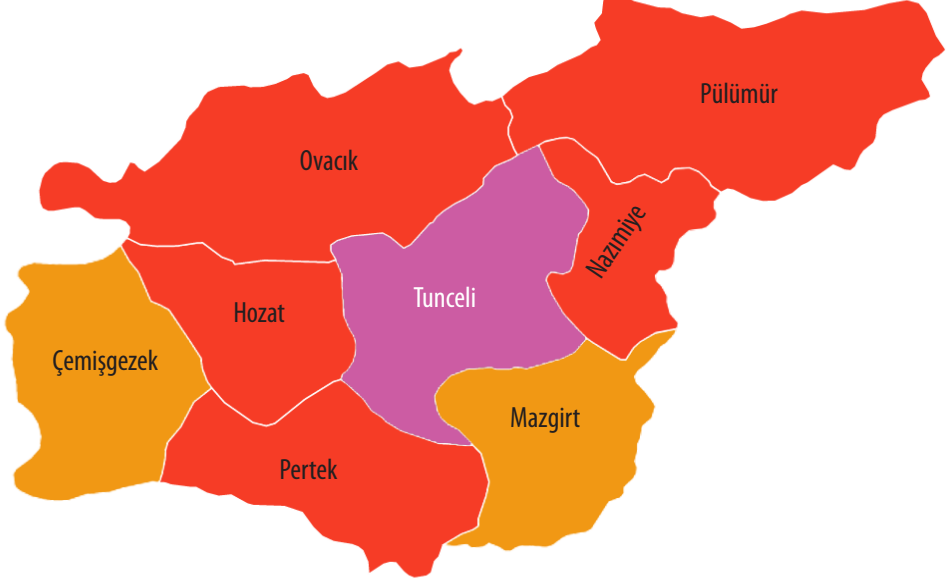 Pülümür
Ovacık
Nazımiye
Tunceli
Hozat
Çemişgezek
Mazgirt
Pertek